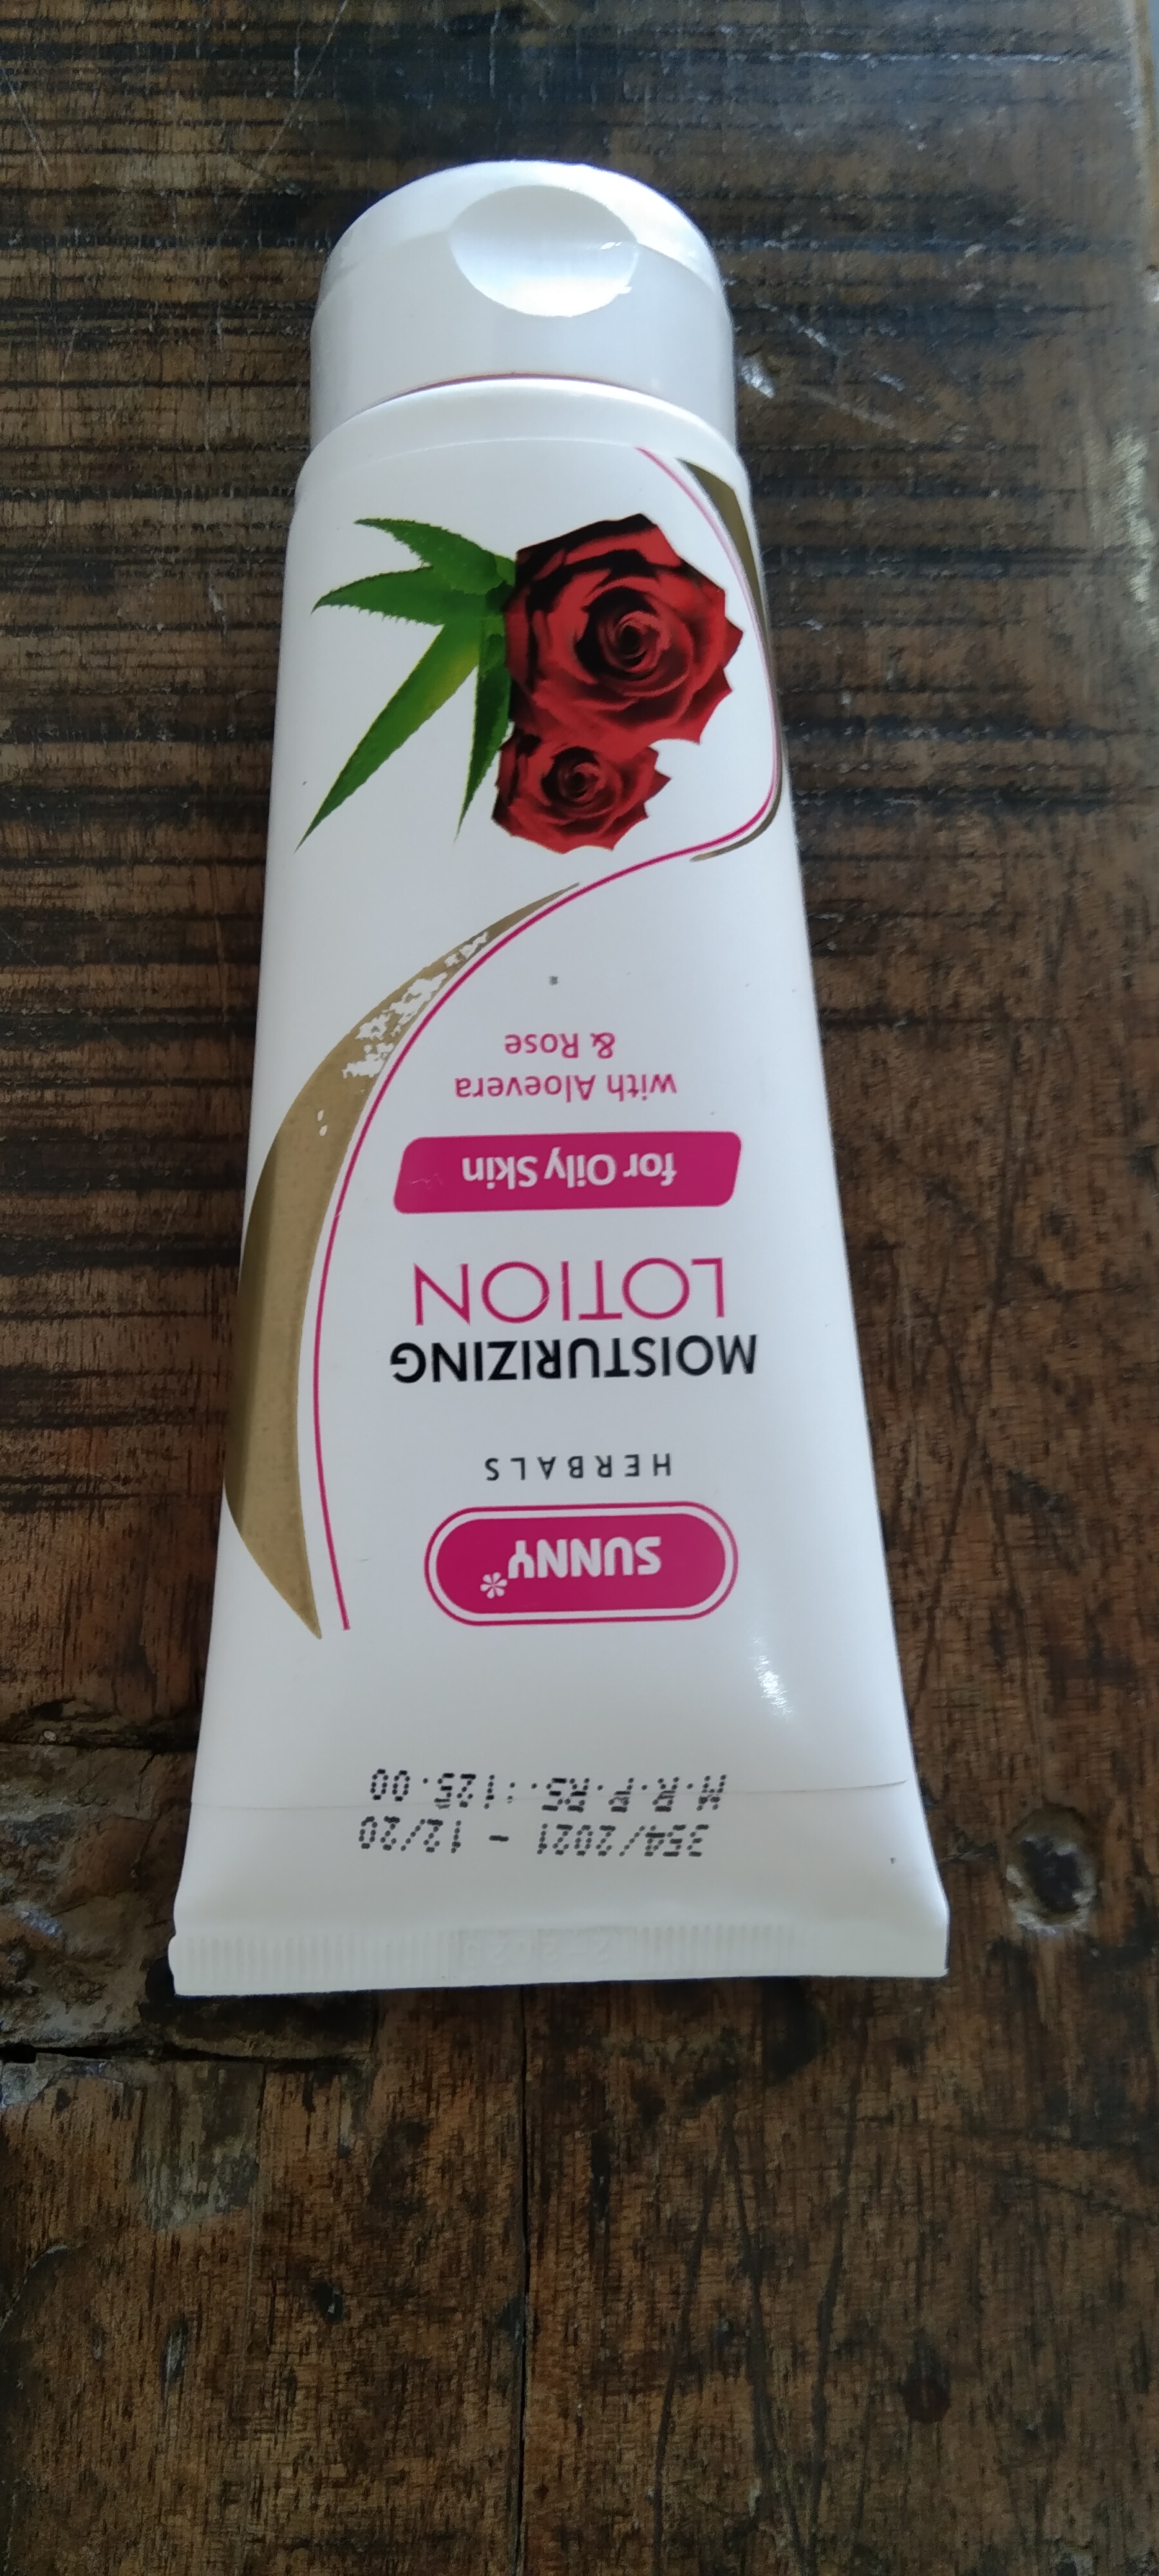 SUNNY
HERBALS
MOISTURIZING
LOTION
for Oily Skin
with Aloevera
& Rose
M.R.P.RS.:125.00
354/2021 - 12/20